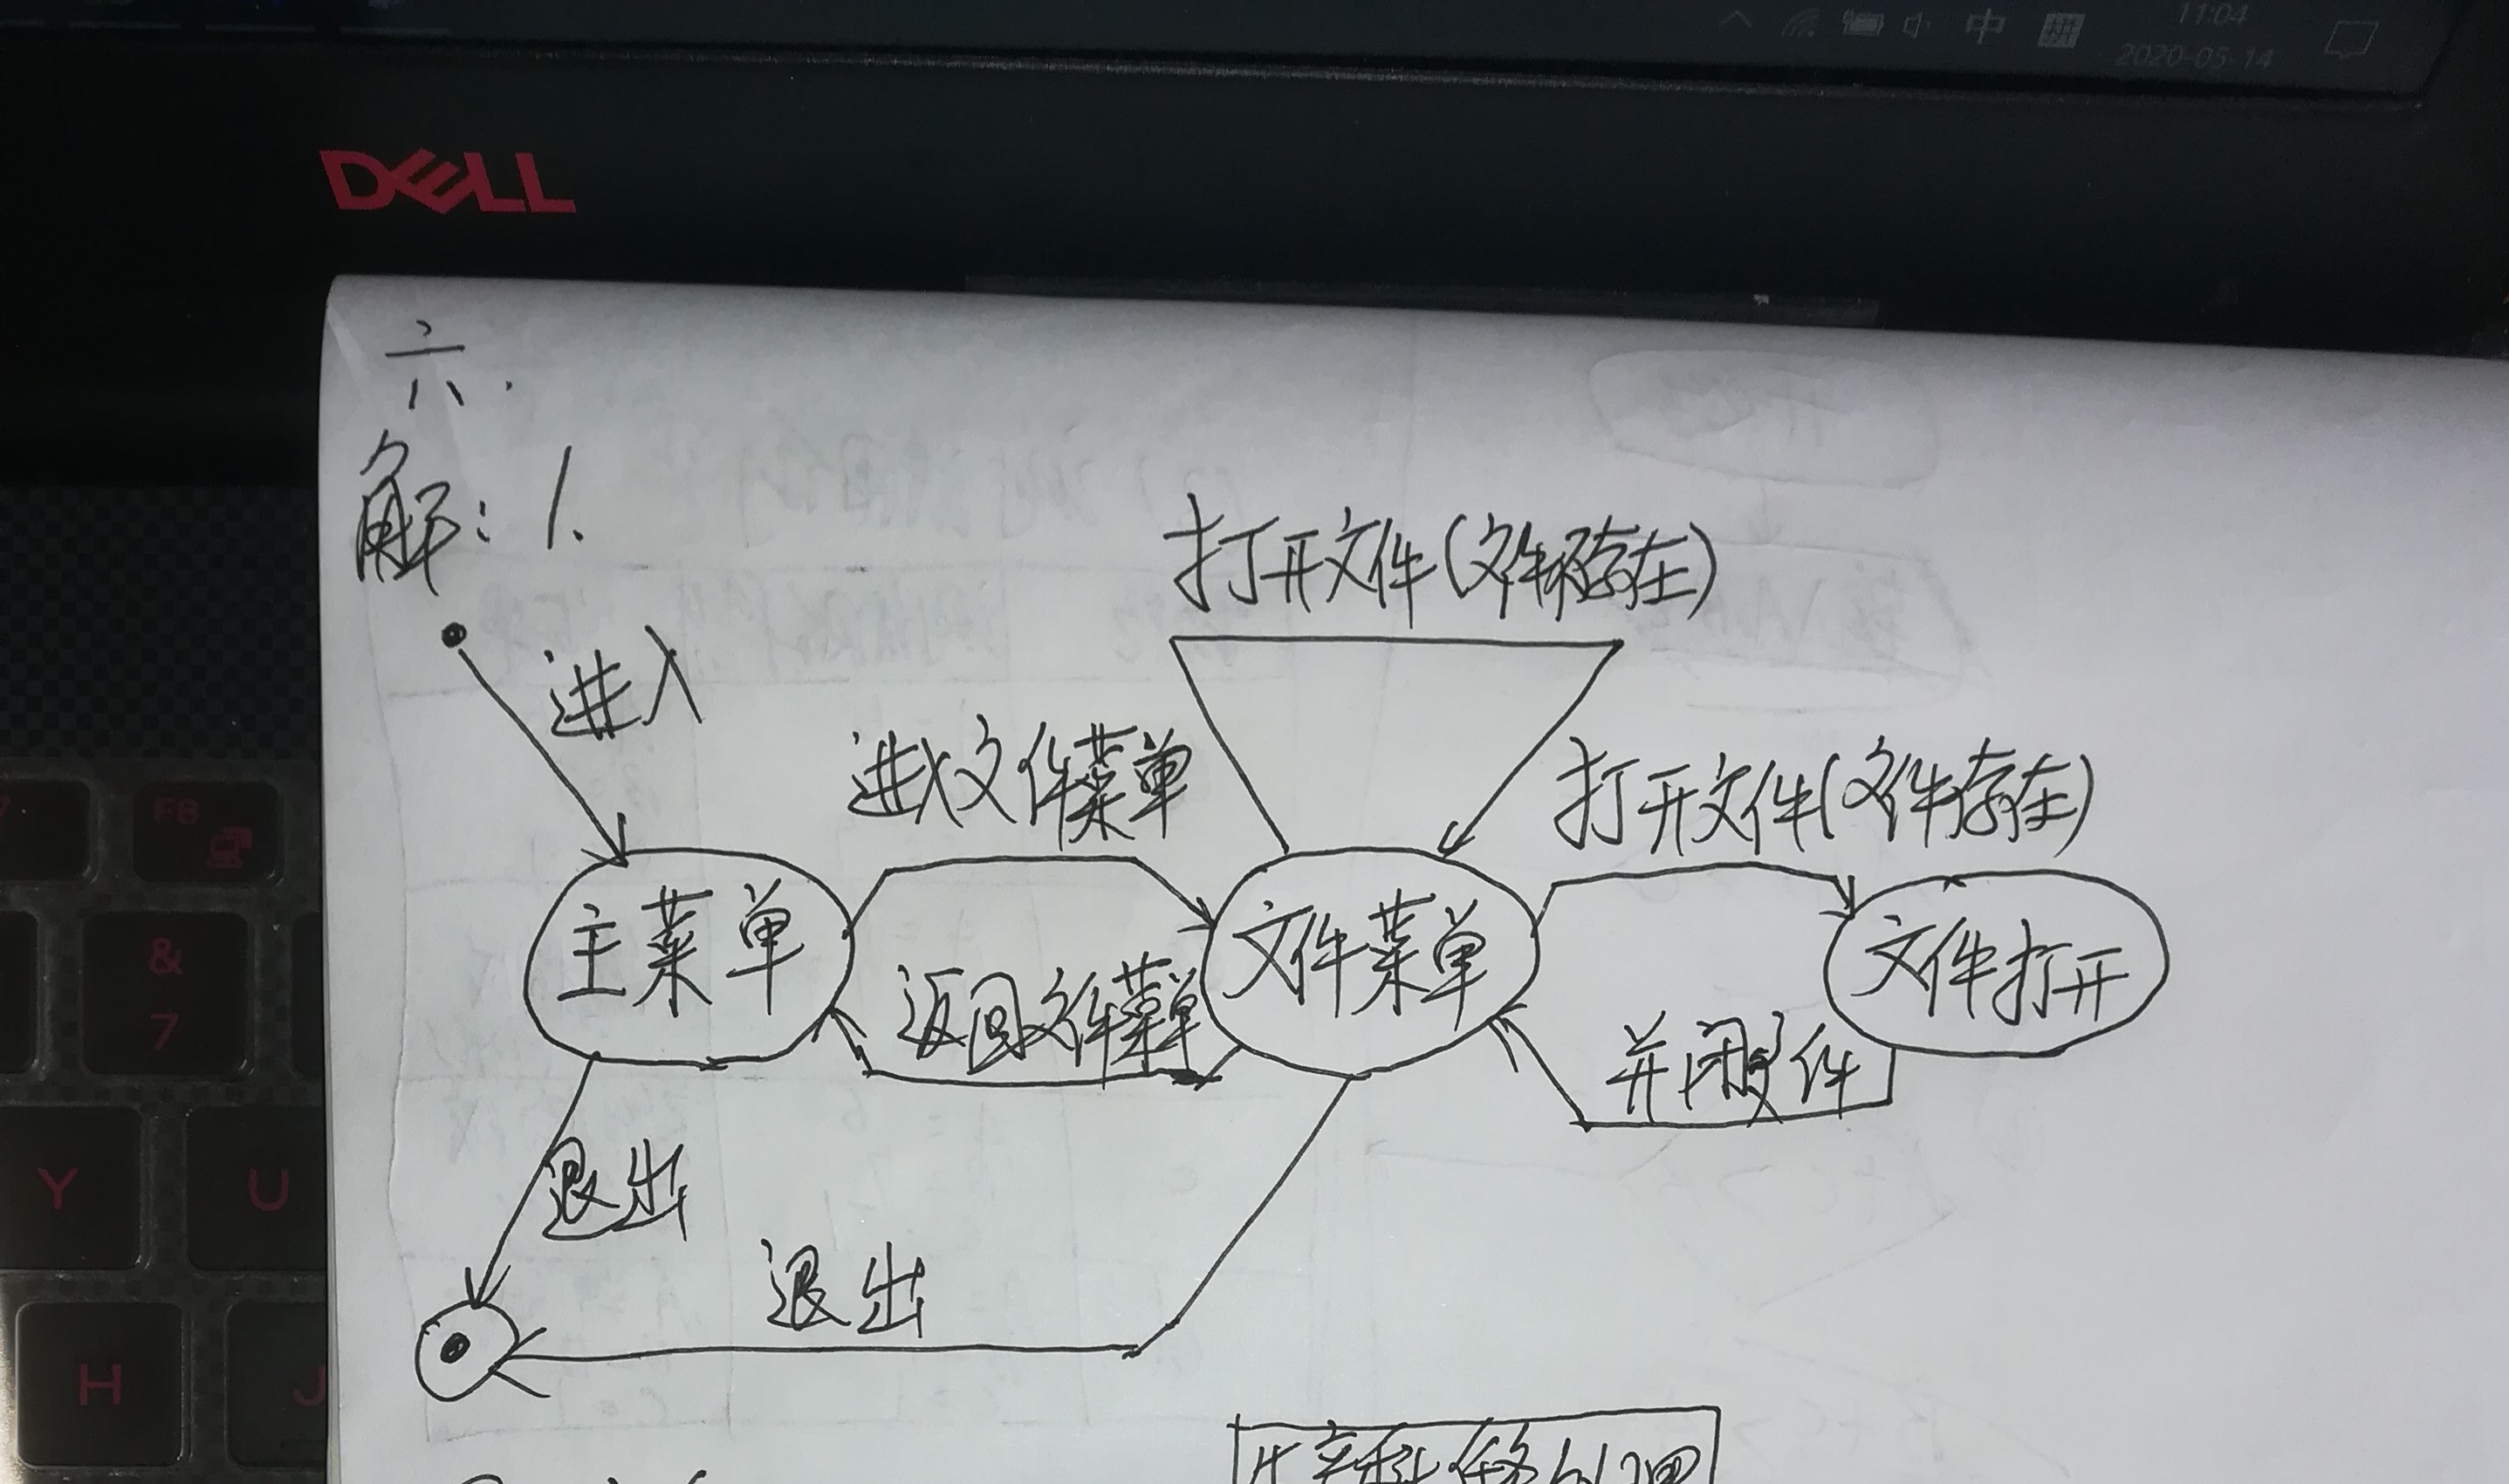 11:04
中 拼
2020-05-14
DELL
六.
解: 1.
打开文件(文件不存在)
进入
进入文件菜单
打开文件(文件存在)
F8
主菜单
文件菜单
文件打开
返回文件菜单
&
7
关闭文件
退出
Y U
退出
H J